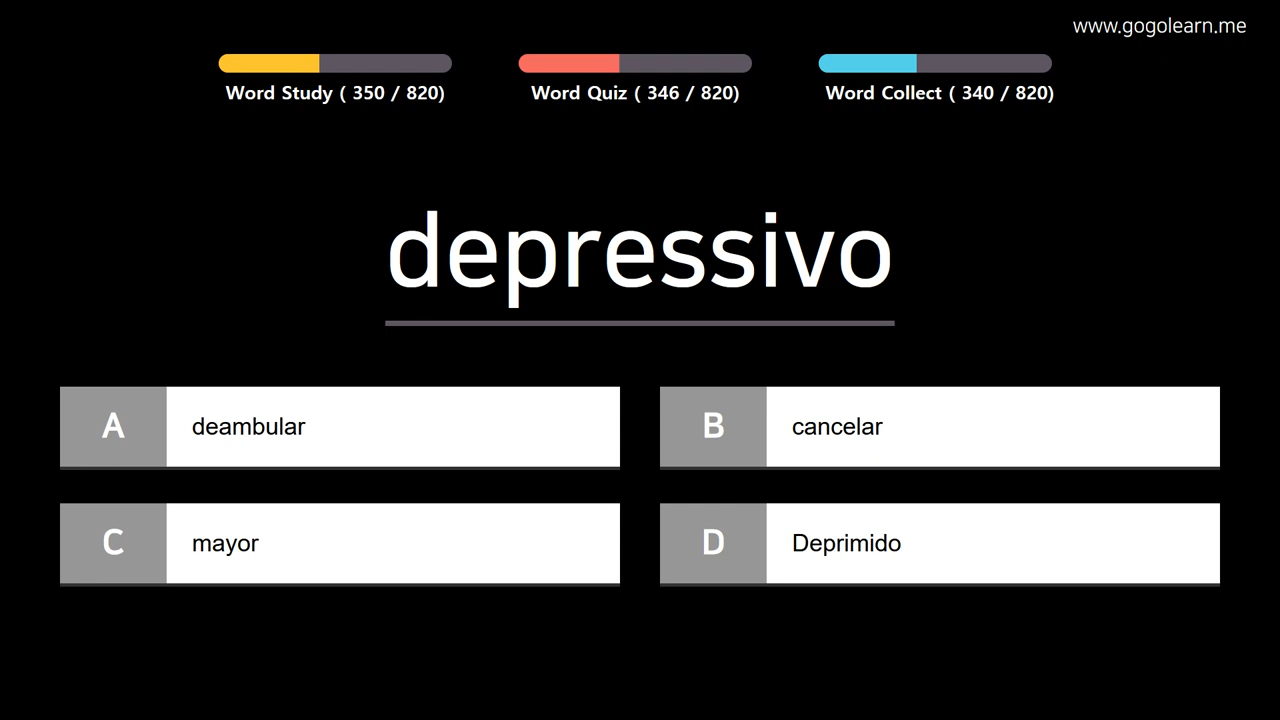 www.gogolearn.me
Word Study ( 350 / 820)
Word Quiz ( 346 / 820)
Word Collect ( 340 / 820)
depressivo
A deambular
B cancelar
C mayor
D Deprimido